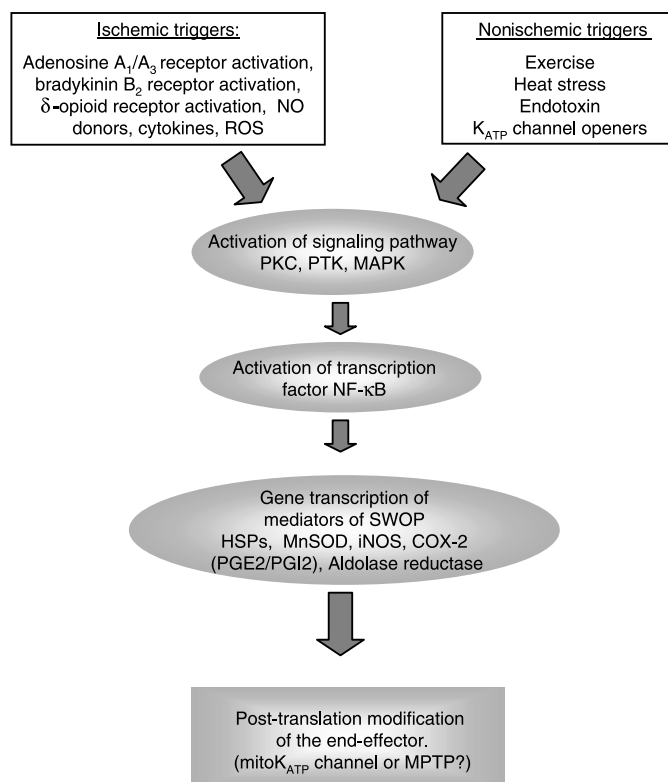 Ischemic triggers:
Adenosine A1/A3 receptor activation,
bradykinin B2 receptor activation,
δ-opioid receptor activation, NO
donors, cytokines, ROS
Nonischemic triggers
Exercise
Heat stress
Endotoxin
KATP channel openers
Activation of signaling pathway
PKC, PTK, MAPK
Activation of transcription
factor NF-κB
Gene transcription of
mediators of SWOP
HSPs, MnSOD, iNOS, COX-2
(PGE2/PGI2), Aldolase reductase
Post-translation modification
of the end-effector.
(mitoKATP channel or MPTP?)